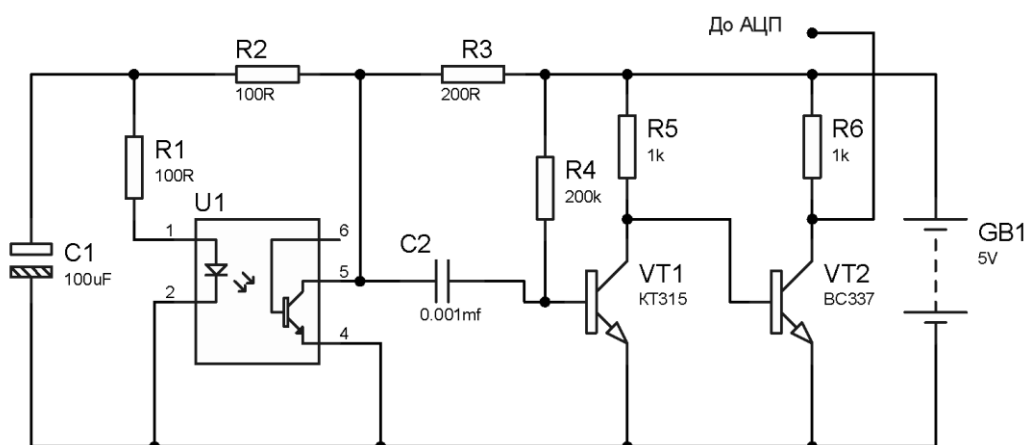 До АЦП
R2
100R
R3
200R
R1
100R
R5
1k
R6
1k
R4
200k
U1
1
6
C1
100uF
C2
0.001mf
5
2
4
VT1
КТ315
VT2
BC337
GB1
5V